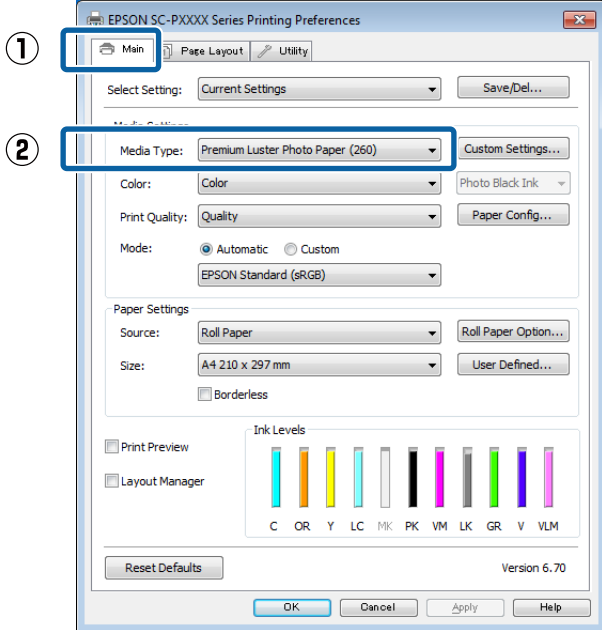 EPSON SC-PXXXX Series Printing Preferences
① Main Page Layout Utility
Select Setting: Current Settings Save/Del...
Media Settings
② Media Type: Premium Luster Photo Paper (260) Custom Settings...
Color: Color Photo Black Ink
Print Quality: Quality Paper Config...
Mode: Automatic Custom
EPSON Standard (sRGB)
Paper Settings
Source: Roll Paper Roll Paper Option...
Size: A4 210 x 297 mm User Defined...
Borderless
Ink Levels
Print Preview
Layout Manager
C OR Y LC MK PK VM LK GR V VLM
Reset Defaults Version 6.70
OK Cancel Apply Help